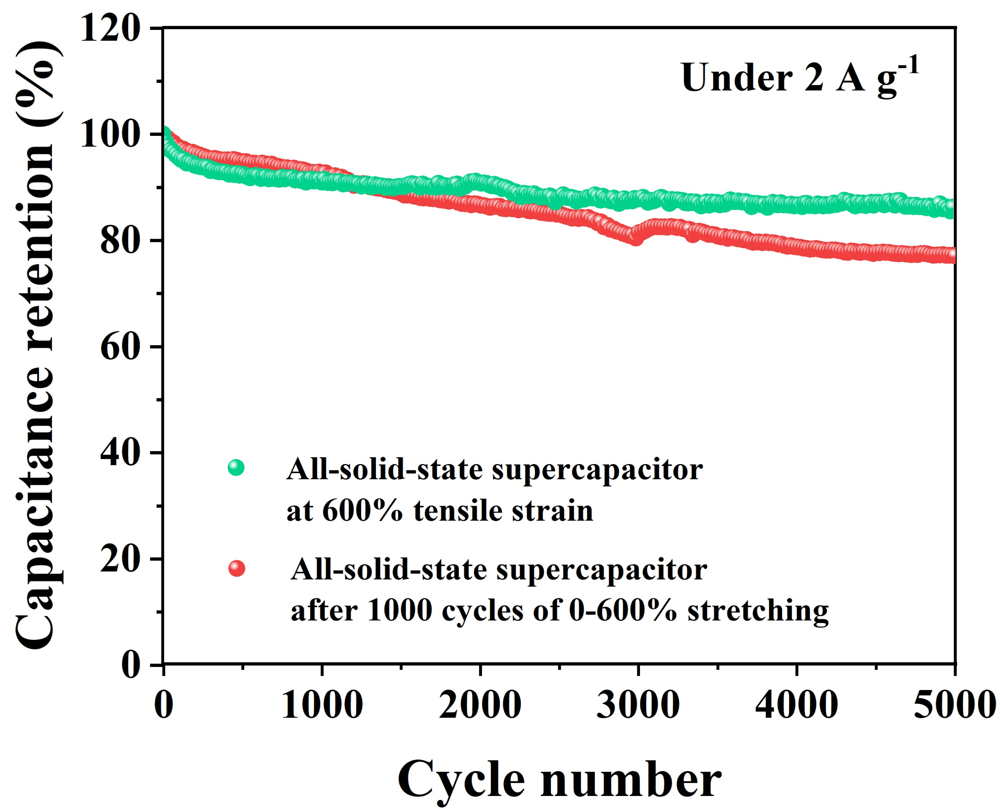 120
100
80
60
40
20
0
Capacitance retention (%)
Under 2 A g⁻¹
All-solid-state supercapacitor
at 600% tensile strain
All-solid-state supercapacitor
after 1000 cycles of 0-600% stretching
0 1000 2000 3000 4000 5000
Cycle number